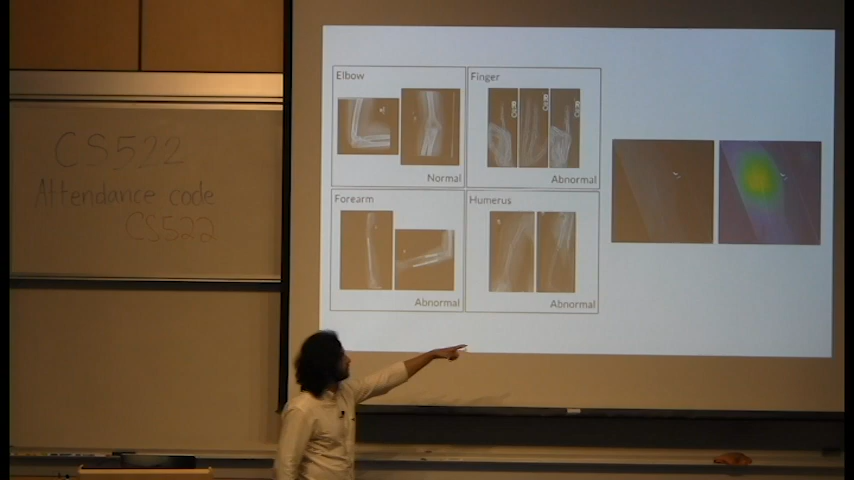 CS522
Attendance code
CS522
Elbow
Normal
Finger
Abnormal
Forearm
Abnormal
Humerus
Abnormal